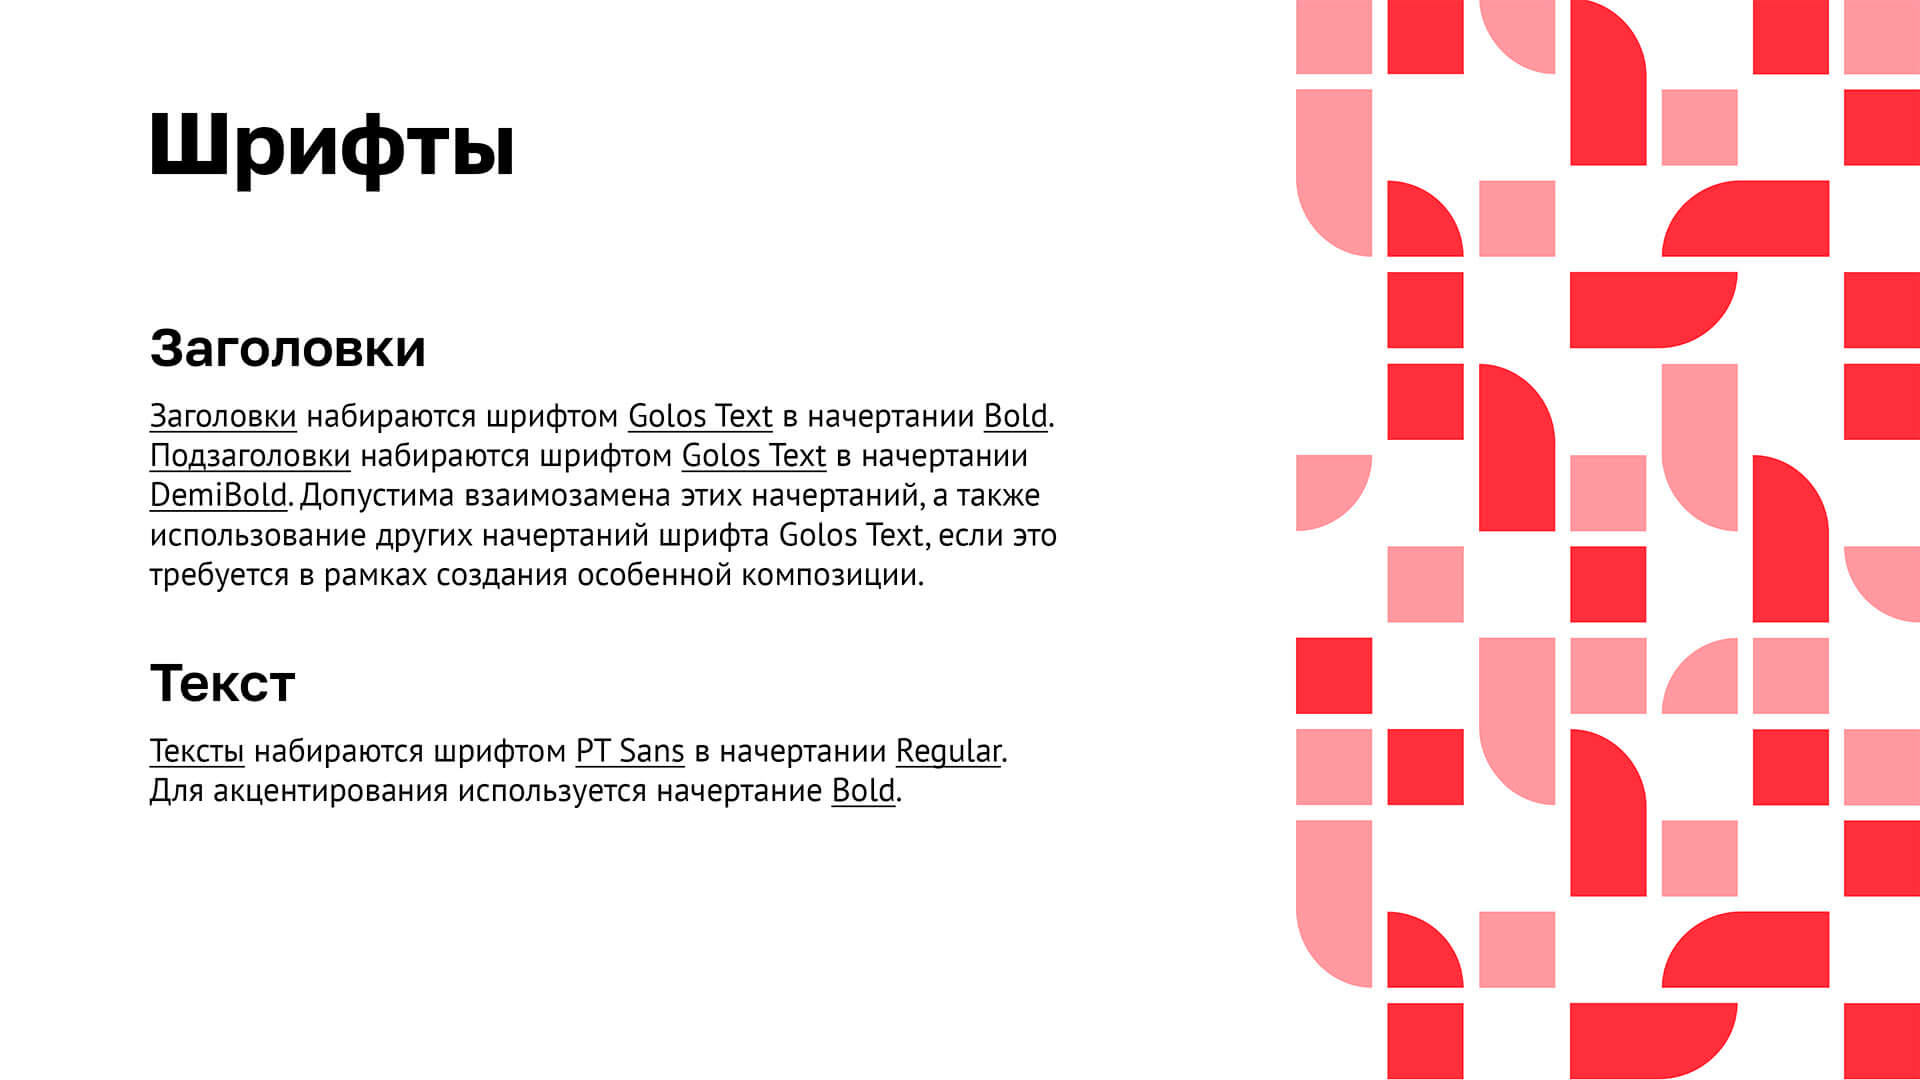 Шрифты
Заголовки
Заголовки набираются шрифтом Golos Text в начертании Bold.
Подзаголовки набираются шрифтом Golos Text в начертании
DemiBold. Допустима взаимозамена этих начертаний, а также
использование других начертаний шрифта Golos Text, если это
требуется в рамках создания особенной композиции.
Текст
Тексты набираются шрифтом PT Sans в начертании Regular.
Для акцентирования используется начертание Bold.